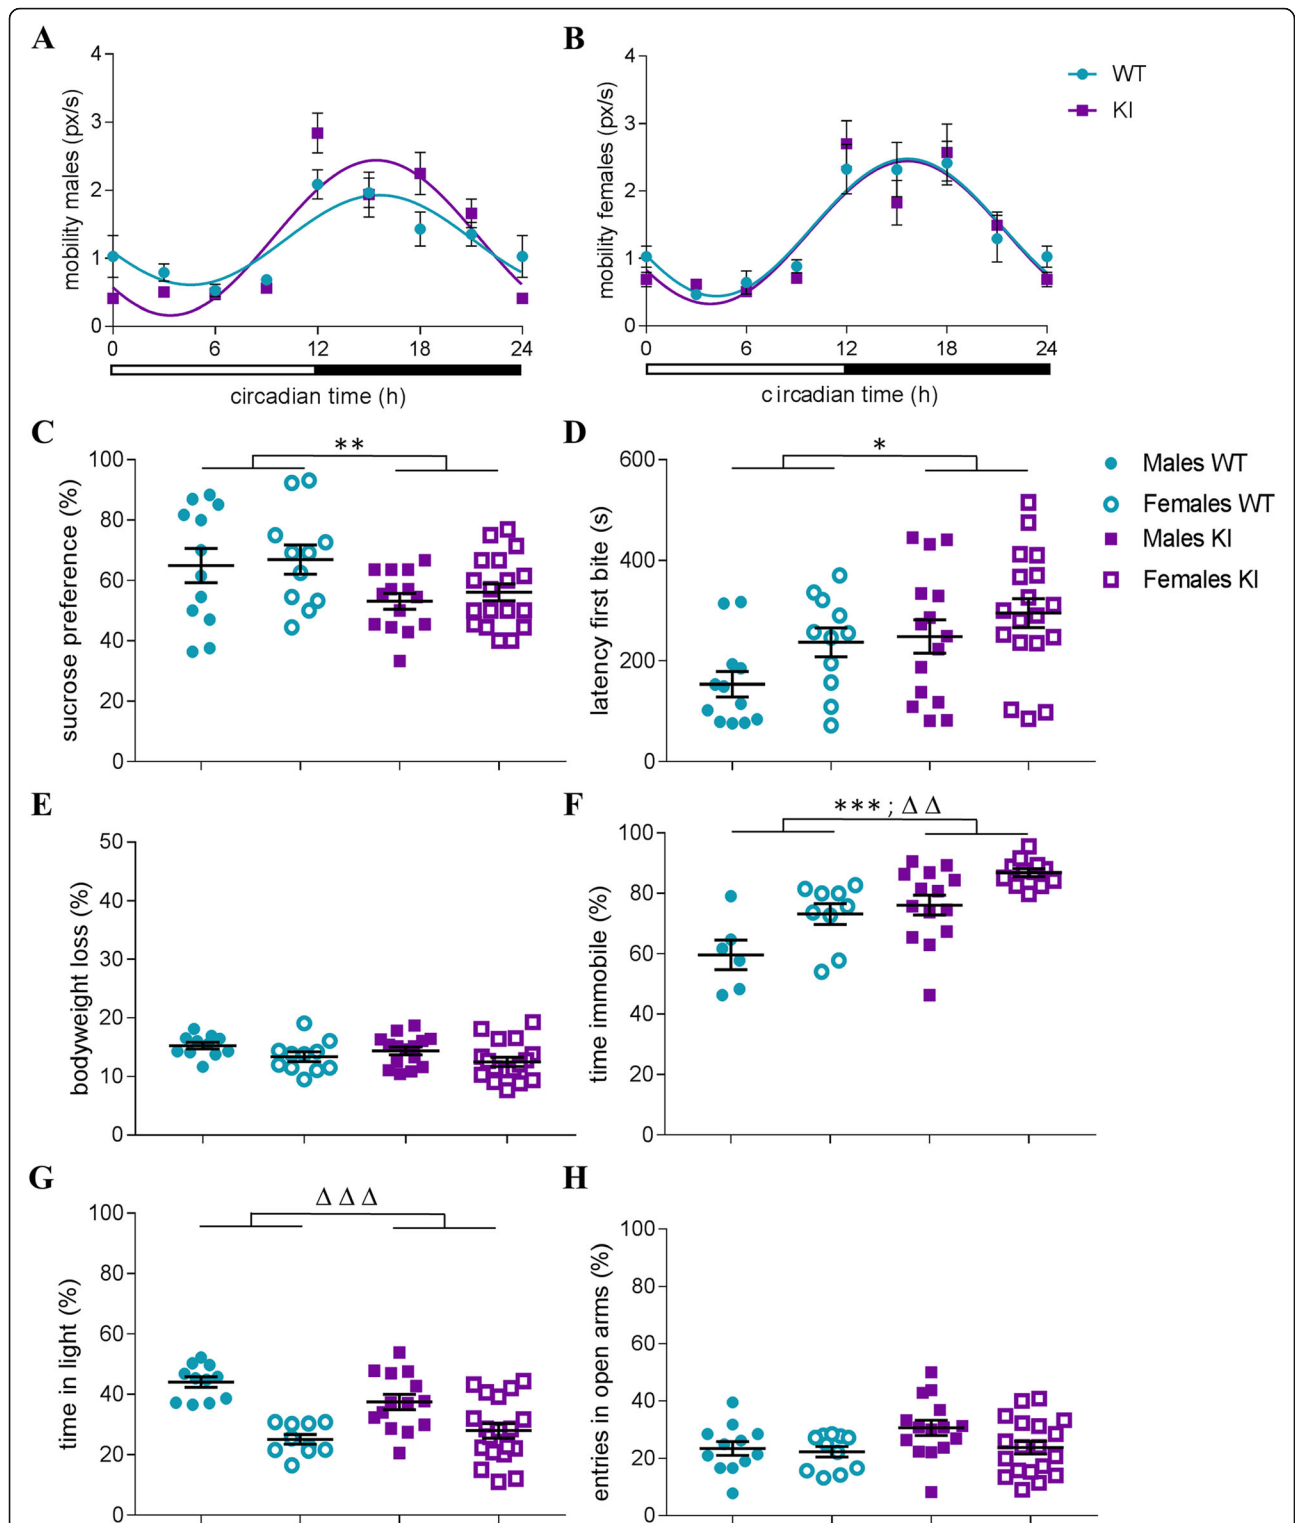 A
B
4
3
2
1
0
mobility males (px/s)
0 6 12 18 24
circadian time (h)
4
3
2
1
0
mobility females (px/s)
0 6 12 18 24
circadian time (h)
WT
KI
C
**
100
80
60
40
20
0
sucrose preference (%)
D
*
600
400
200
0
latency first bite (s)
Males WT
Females WT
Males KI
Females KI
E
50
40
30
20
10
0
bodyweight loss (%)
F
*** ; Δ Δ
100
80
60
40
20
0
time immobile (%)
G
Δ Δ Δ
100
80
60
40
20
0
time in light (%)
H
100
80
60
40
20
0
entries in open arms (%)